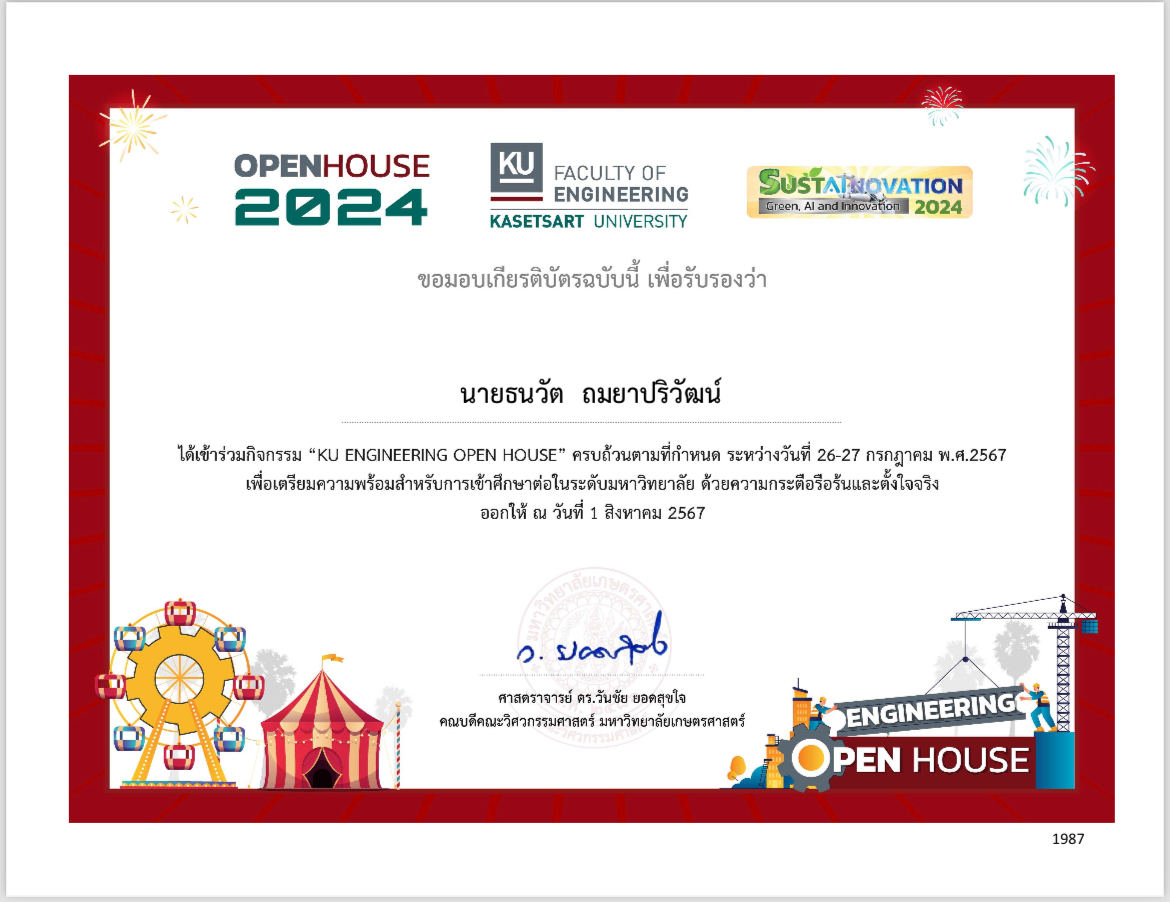 OPENHOUSE
2024
KU
FACULTY OF
ENGINEERING
KASETSART UNIVERSITY
SUSTAINOVATION
Green, AI and Innovation 2024
ขอมอบเกียรติบัตรฉบับนี้ เพื่อรับรองว่า
นายธนวัต ถมยาปริวัฒน์
ได้เข้าร่วมกิจกรรม “KU ENGINEERING OPEN HOUSE” ครบถ้วนตามที่กำหนด ระหว่างวันที่ 26-27 กรกฎาคม พ.ศ.2567
เพื่อเตรียมความพร้อมสำหรับการเข้าศึกษาต่อในระดับมหาวิทยาลัย ด้วยความกระตือรือร้นและตั้งใจจริง
ออกให้ ณ วันที่ 1 สิงหาคม 2567
ศาสตราจารย์ ดร.วันชัย ยอดสุดใจ
คณบดีคณะวิศวกรรมศาสตร์ มหาวิทยาลัยเกษตรศาสตร์
ENGINEERING
OPEN HOUSE
1987